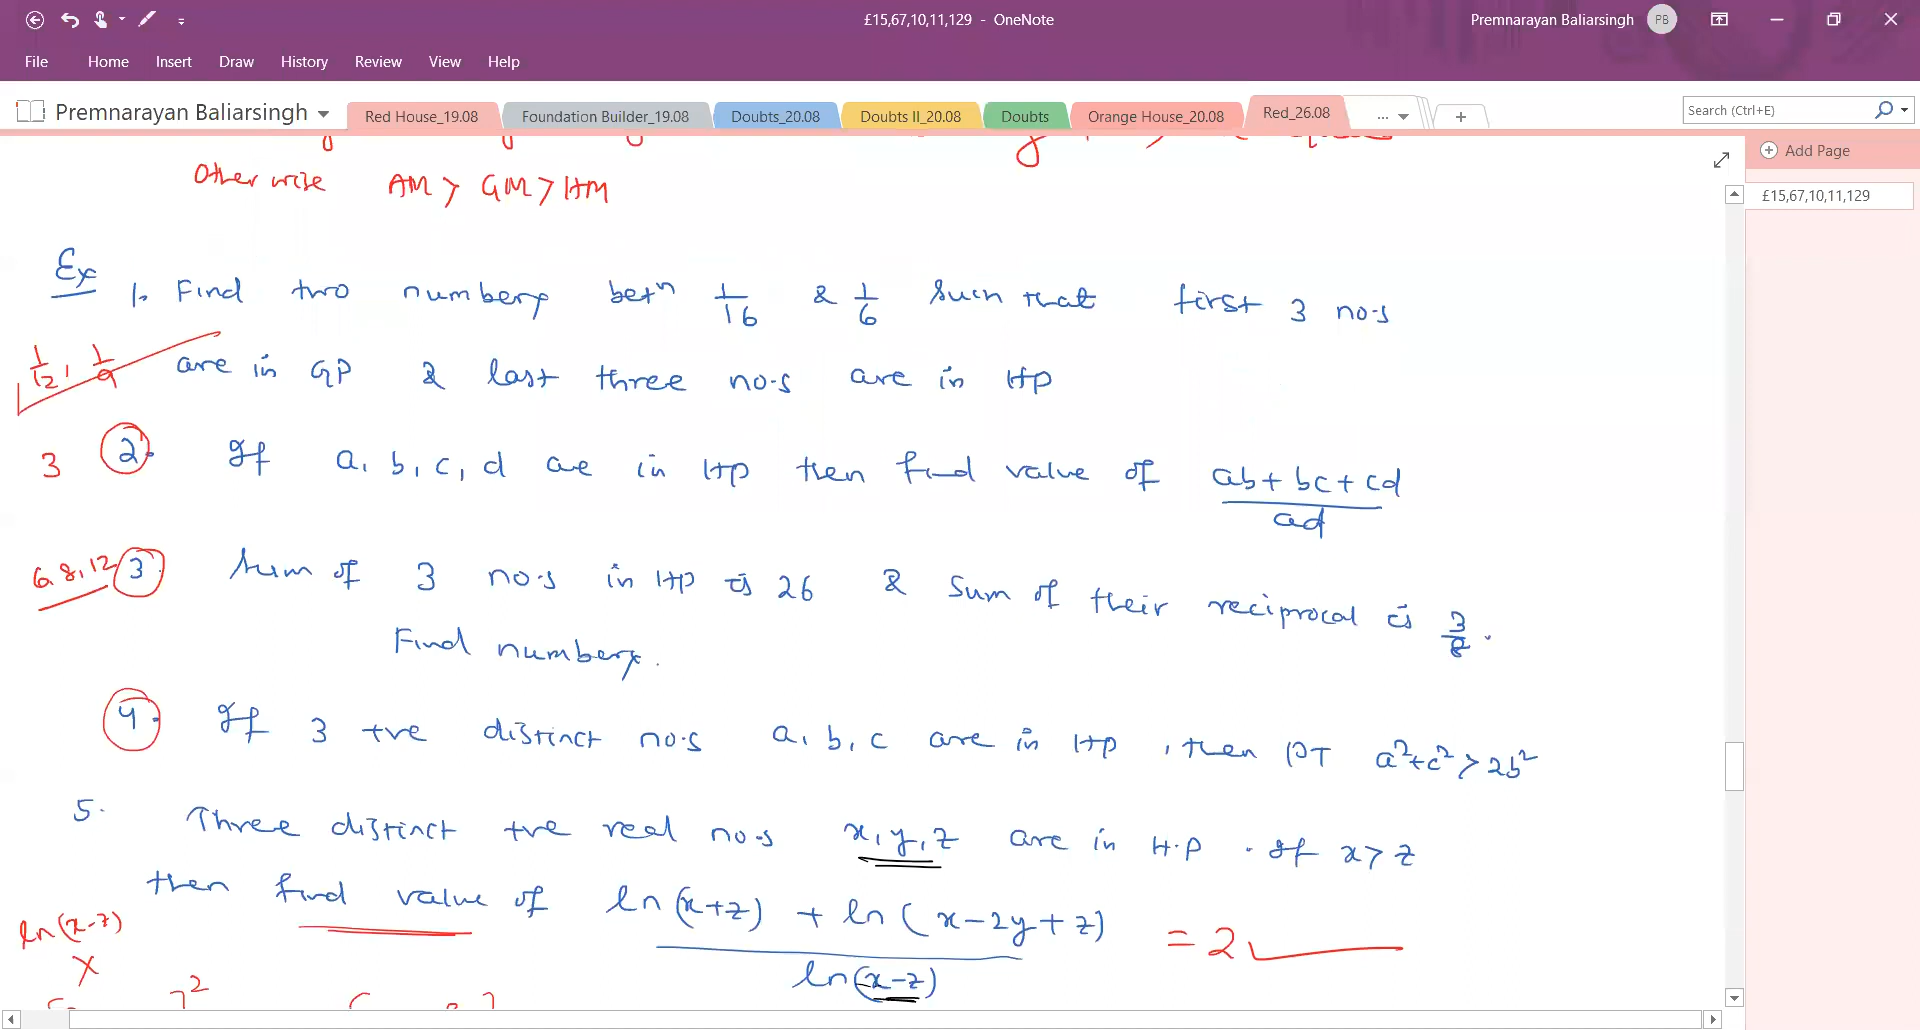 £15,67,10,11,129 - OneNote
Premnarayan Baliarsingh PB
File Home Insert Draw History Review View Help
Premnarayan Baliarsingh
Red House_19.08 Foundation Builder_19.08 Doubts_20.08 Doubts II_20.08 Doubts Orange House_20.08 Red_26.08 ... +
Search (Ctrl+E)
Add Page
£15,67,10,11,129
Otherwise AM > GM > HM
Ex 1. Find two numbers betn 1/16 & 1/6 such that first 3 no.s
1/12, 1/9 are in GP & last three no.s are in HP
3 2. If a, b, c, d are in HP then find value of (ab + bc + cd)/ad
6, 8, 12 3. Sum of 3 no.s in HP is 26 & sum of their reciprocal is 3/8.
Find numbers.
4. If 3 +ve distinct no.s a, b, c are in HP, then PT a²+c² > 2b²
5. Three distinct +ve real no.s x, y, z are in H.P. If x > z
then find value of (ln(x+z) + ln(x-2y+z))/ln(x-z) = 2
ln(x-z)
x